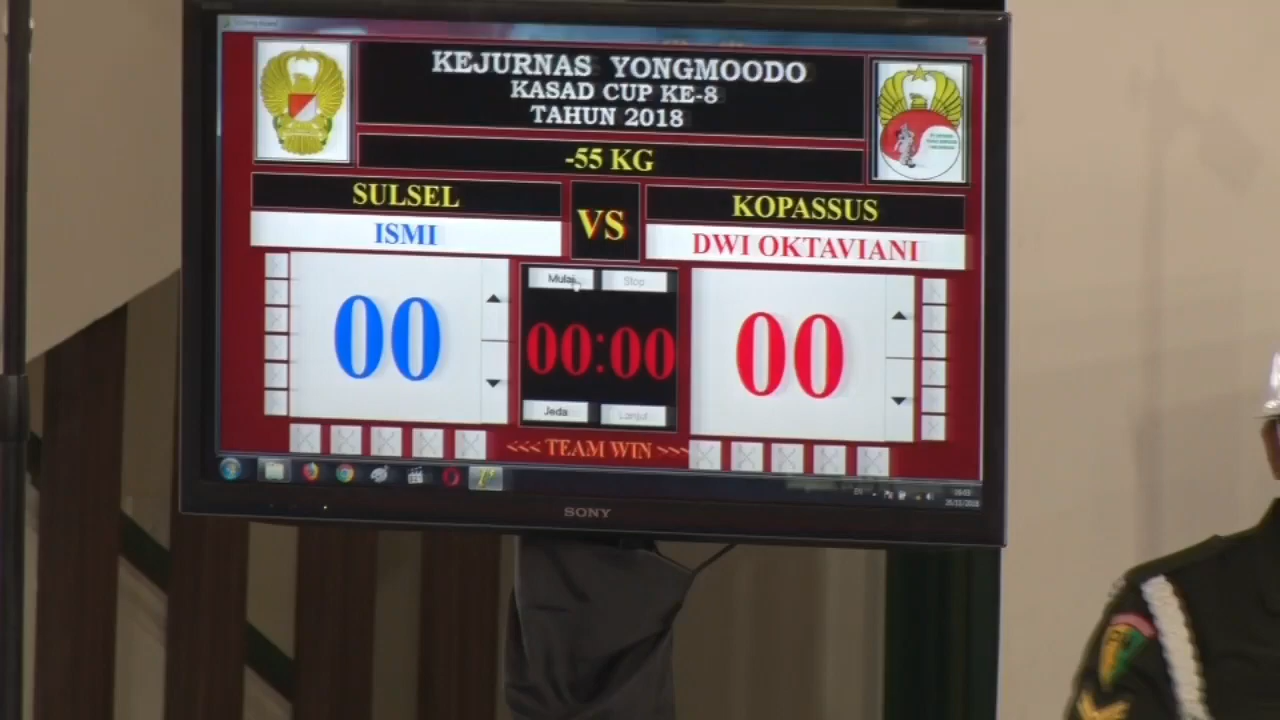 KEJURNAS YONGMOODO
KASAD CUP KE-8
TAHUN 2018
-55 KG
SULSEL
VS
KOPASSUS
ISMI
DWI OKTAVIANI
Mulai
Stop
00
00:00
00
Jeda
Lanjut
<<< TEAM WIN >>>
SONY